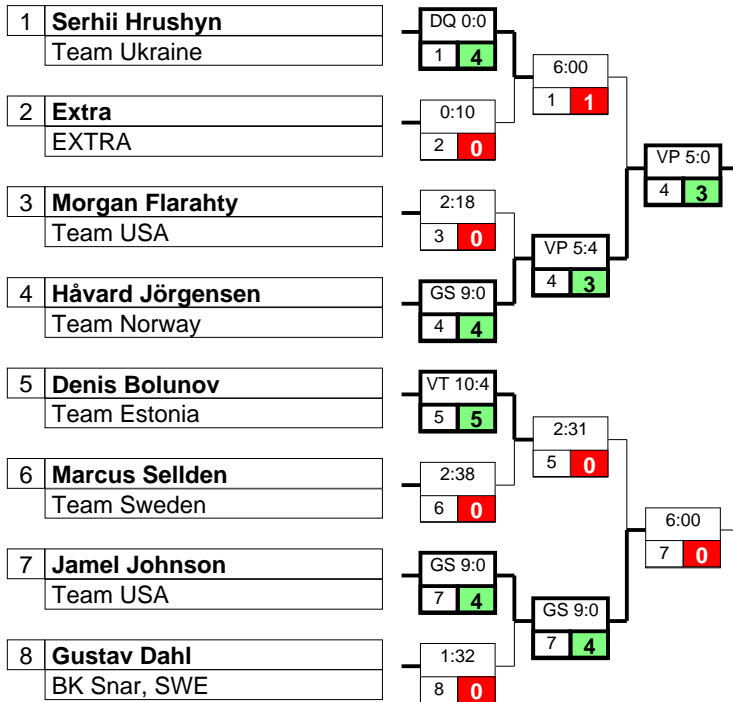 1 Serhii Hrushyn
Team Ukraine
2 Extra
EXTRA
3 Morgan Flarahty
Team USA
4 Håvard Jörgensen
Team Norway
5 Denis Bolunov
Team Estonia
6 Marcus Sellden
Team Sweden
7 Jamel Johnson
Team USA
8 Gustav Dahl
BK Snar, SWE
DQ 0:0
1 4
0:10
2 0
2:18
3 0
GS 9:0
4 4
VT 10:4
5 5
2:38
6 0
GS 9:0
7 4
1:32
8 0
6:00
1 1
VP 5:4
4 3
2:31
5 0
GS 9:0
7 4
VP 5:0
4 3
6:00
7 0